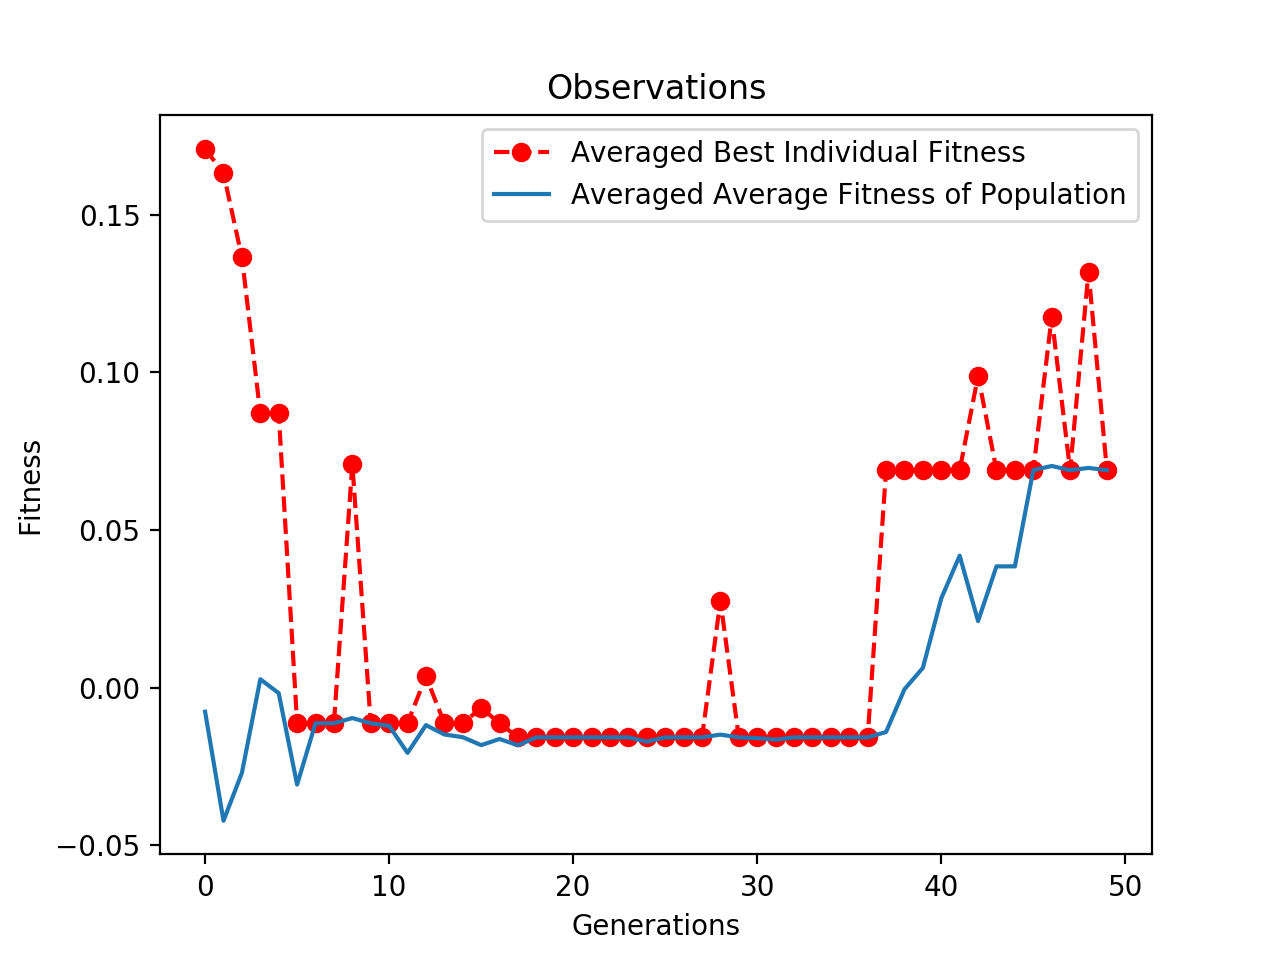 Observations
Averaged Best Individual Fitness
Averaged Average Fitness of Population
Fitness
0.15
0.10
0.05
0.00
−0.05
0 10 20 30 40 50
Generations